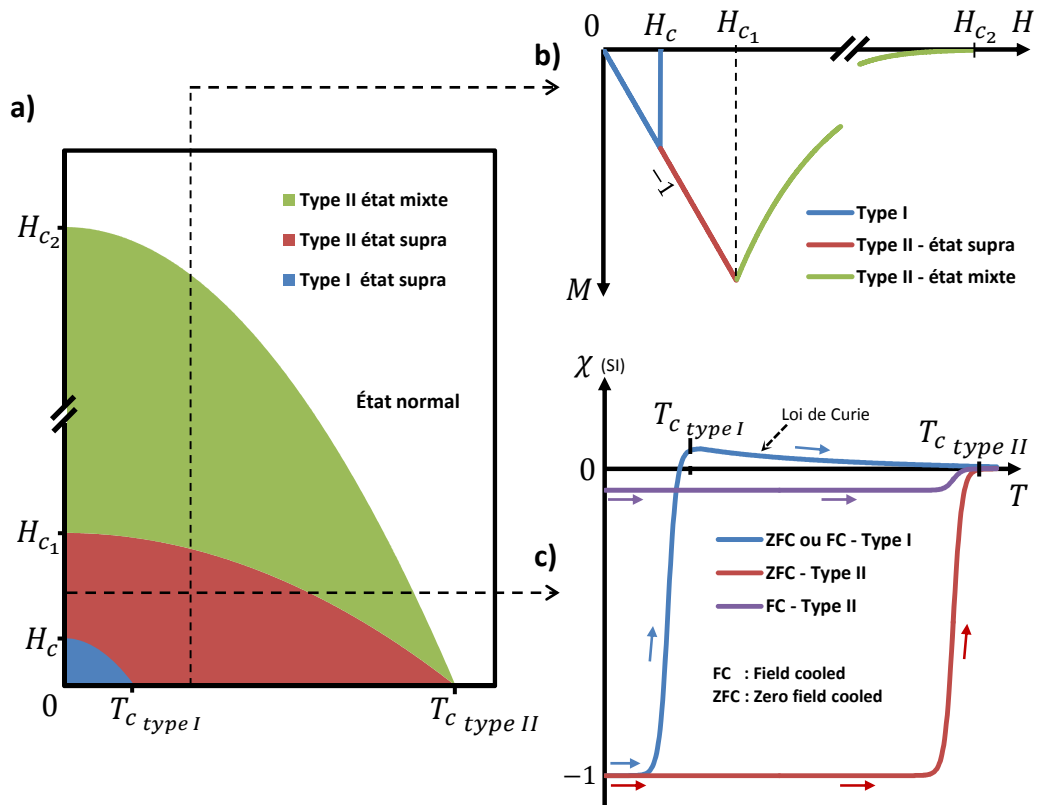 a)
H_{c_2}
H_{c_1}
H_c
0
T_{c type I}
T_{c type II}
Type II état mixte
Type II état supra
Type I état supra
État normal
b)
0
H_c
H_{c_1}
H_{c_2}
H
−1
M
Type I
Type II - état supra
Type II - état mixte
c)
χ (SI)
T_{c type I}
Loi de Curie
T_{c type II}
0
T
ZFC ou FC - Type I
ZFC - Type II
FC - Type II
FC : Field cooled
ZFC : Zero field cooled
−1